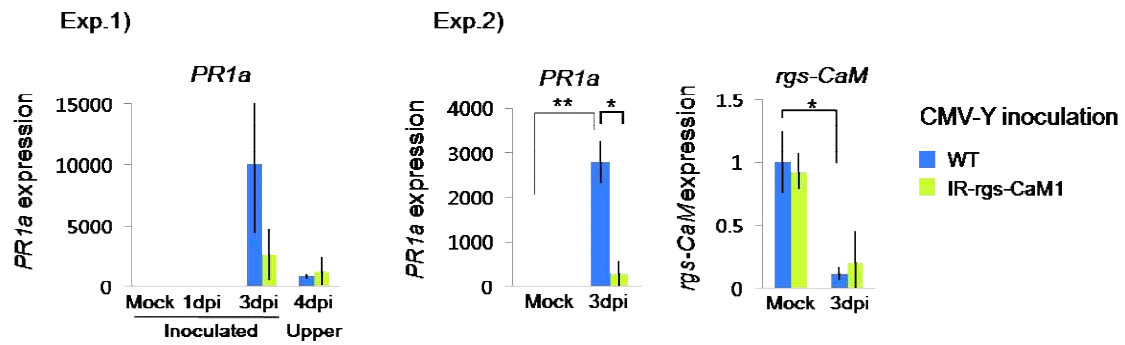 Exp.1)
PR1a
PR1a expression
15000
10000
5000
0
Mock 1dpi 3dpi 4dpi
Inoculated Upper
Exp.2)
PR1a
PR1a expression
4000
3000
2000
1000
0
** *
Mock 3dpi
rgs-CaM
rgs-CaM expression
1.5
1
0.5
0
*
Mock 3dpi
CMV-Y inoculation
WT
IR-rgs-CaM1